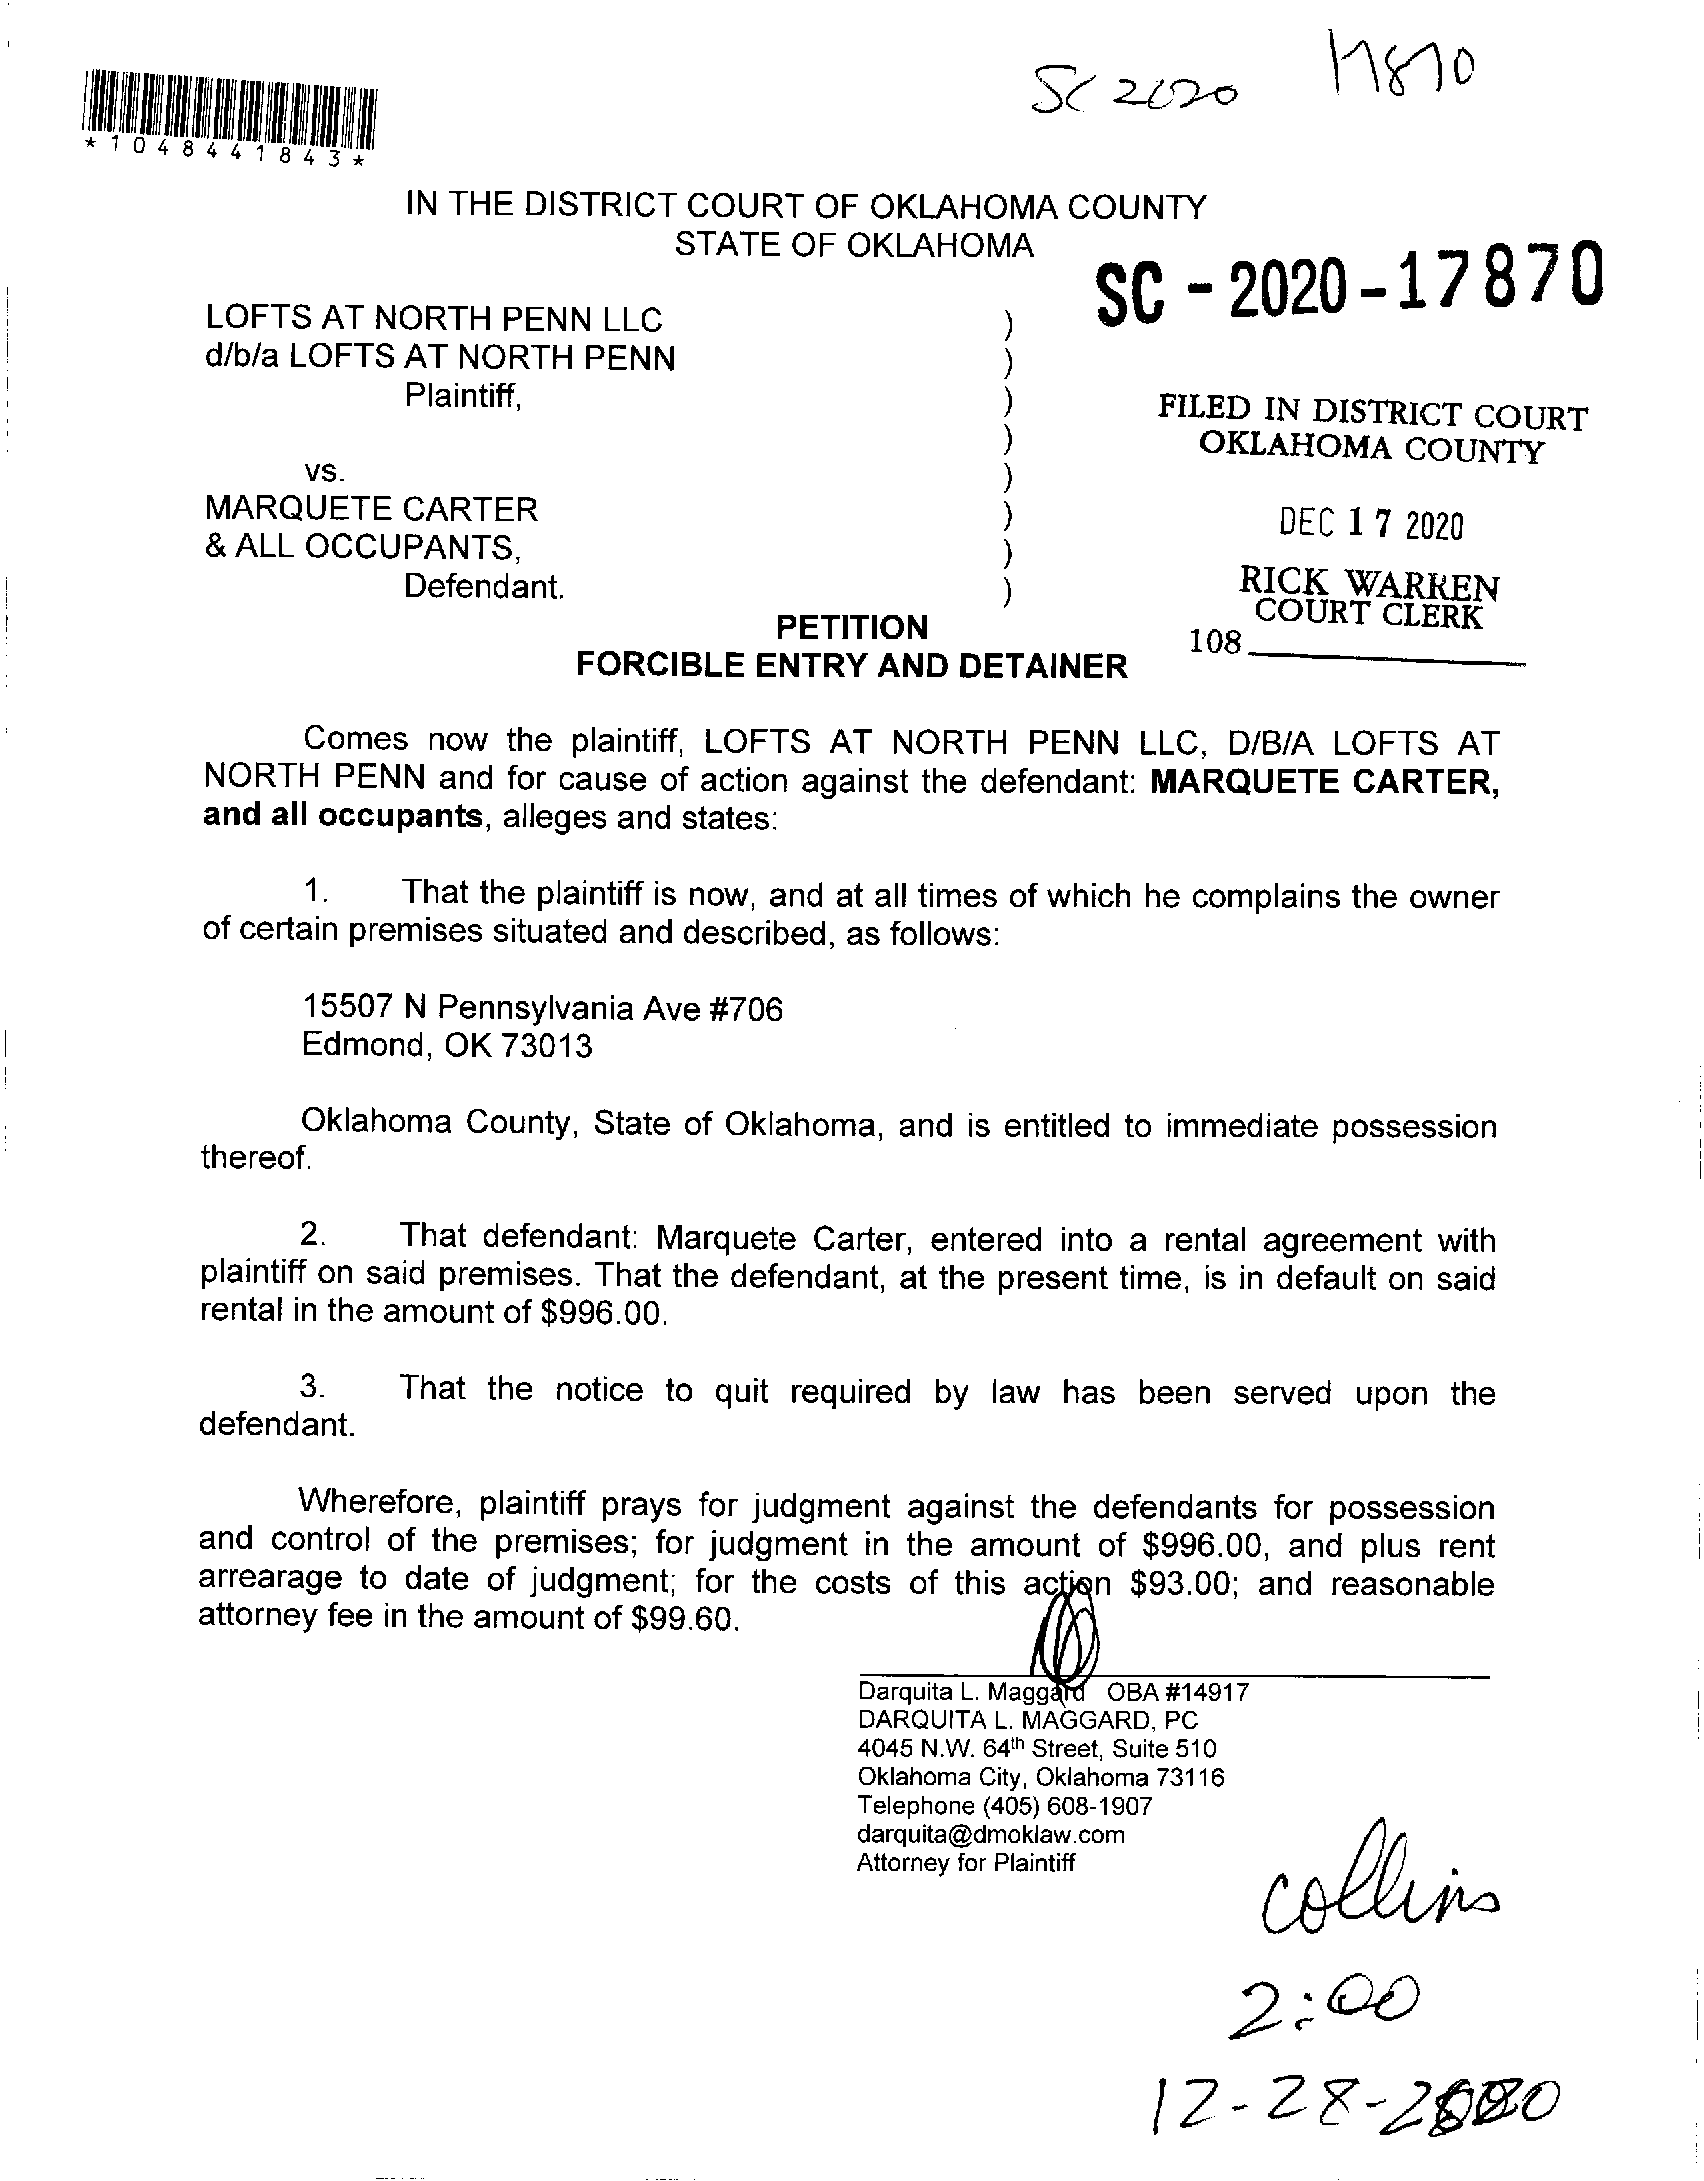 SC 2020 17870
*1048441843*
IN THE DISTRICT COURT OF OKLAHOMA COUNTY
STATE OF OKLAHOMA
SC - 2020 - 17870
LOFTS AT NORTH PENN LLC )
d/b/a LOFTS AT NORTH PENN )
Plaintiff, )
)
vs. )
MARQUETE CARTER )
& ALL OCCUPANTS, )
Defendant. )
FILED IN DISTRICT COURT
OKLAHOMA COUNTY
DEC 17 2020
RICK WARREN
COURT CLERK
108
PETITION
FORCIBLE ENTRY AND DETAINER
Comes now the plaintiff, LOFTS AT NORTH PENN LLC, D/B/A LOFTS AT
NORTH PENN and for cause of action against the defendant: MARQUETE CARTER,
and all occupants, alleges and states:
1. That the plaintiff is now, and at all times of which he complains the owner
of certain premises situated and described, as follows:
15507 N Pennsylvania Ave #706
Edmond, OK 73013
Oklahoma County, State of Oklahoma, and is entitled to immediate possession
thereof.
2. That defendant: Marquete Carter, entered into a rental agreement with
plaintiff on said premises. That the defendant, at the present time, is in default on said
rental in the amount of $996.00.
3. That the notice to quit required by law has been served upon the
defendant.
Wherefore, plaintiff prays for judgment against the defendants for possession
and control of the premises; for judgment in the amount of $996.00, and plus rent
arrearage to date of judgment; for the costs of this action $93.00; and reasonable
attorney fee in the amount of $99.60.
Darquita L. Maggard OBA #14917
DARQUITA L. MAGGARD, PC
4045 N.W. 64th Street, Suite 510
Oklahoma City, Oklahoma 73116
Telephone (405) 608-1907
darquita@dmoklaw.com
Attorney for Plaintiff
collins
2:00
12-28-2020